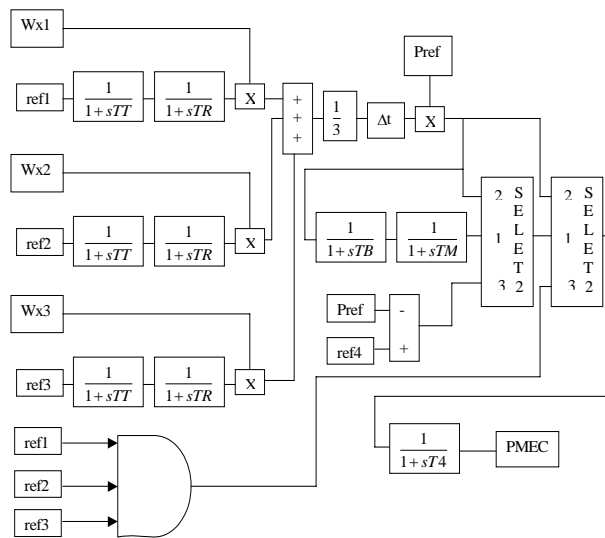 Wx1
Pref
ref1
1
1+sTT
1
1+sTR
X
+
+
+
1
3
Δt
X
Wx2
ref2
1
1+sTT
1
1+sTR
X
1
1+sTB
1
1+sTM
2
1
3
S
E
L
E
T
2
2
1
3
S
E
L
E
T
2
Wx3
Pref
-
ref4
+
ref3
1
1+sTT
1
1+sTR
X
ref1
ref2
ref3
1
1+sT4
PMEC